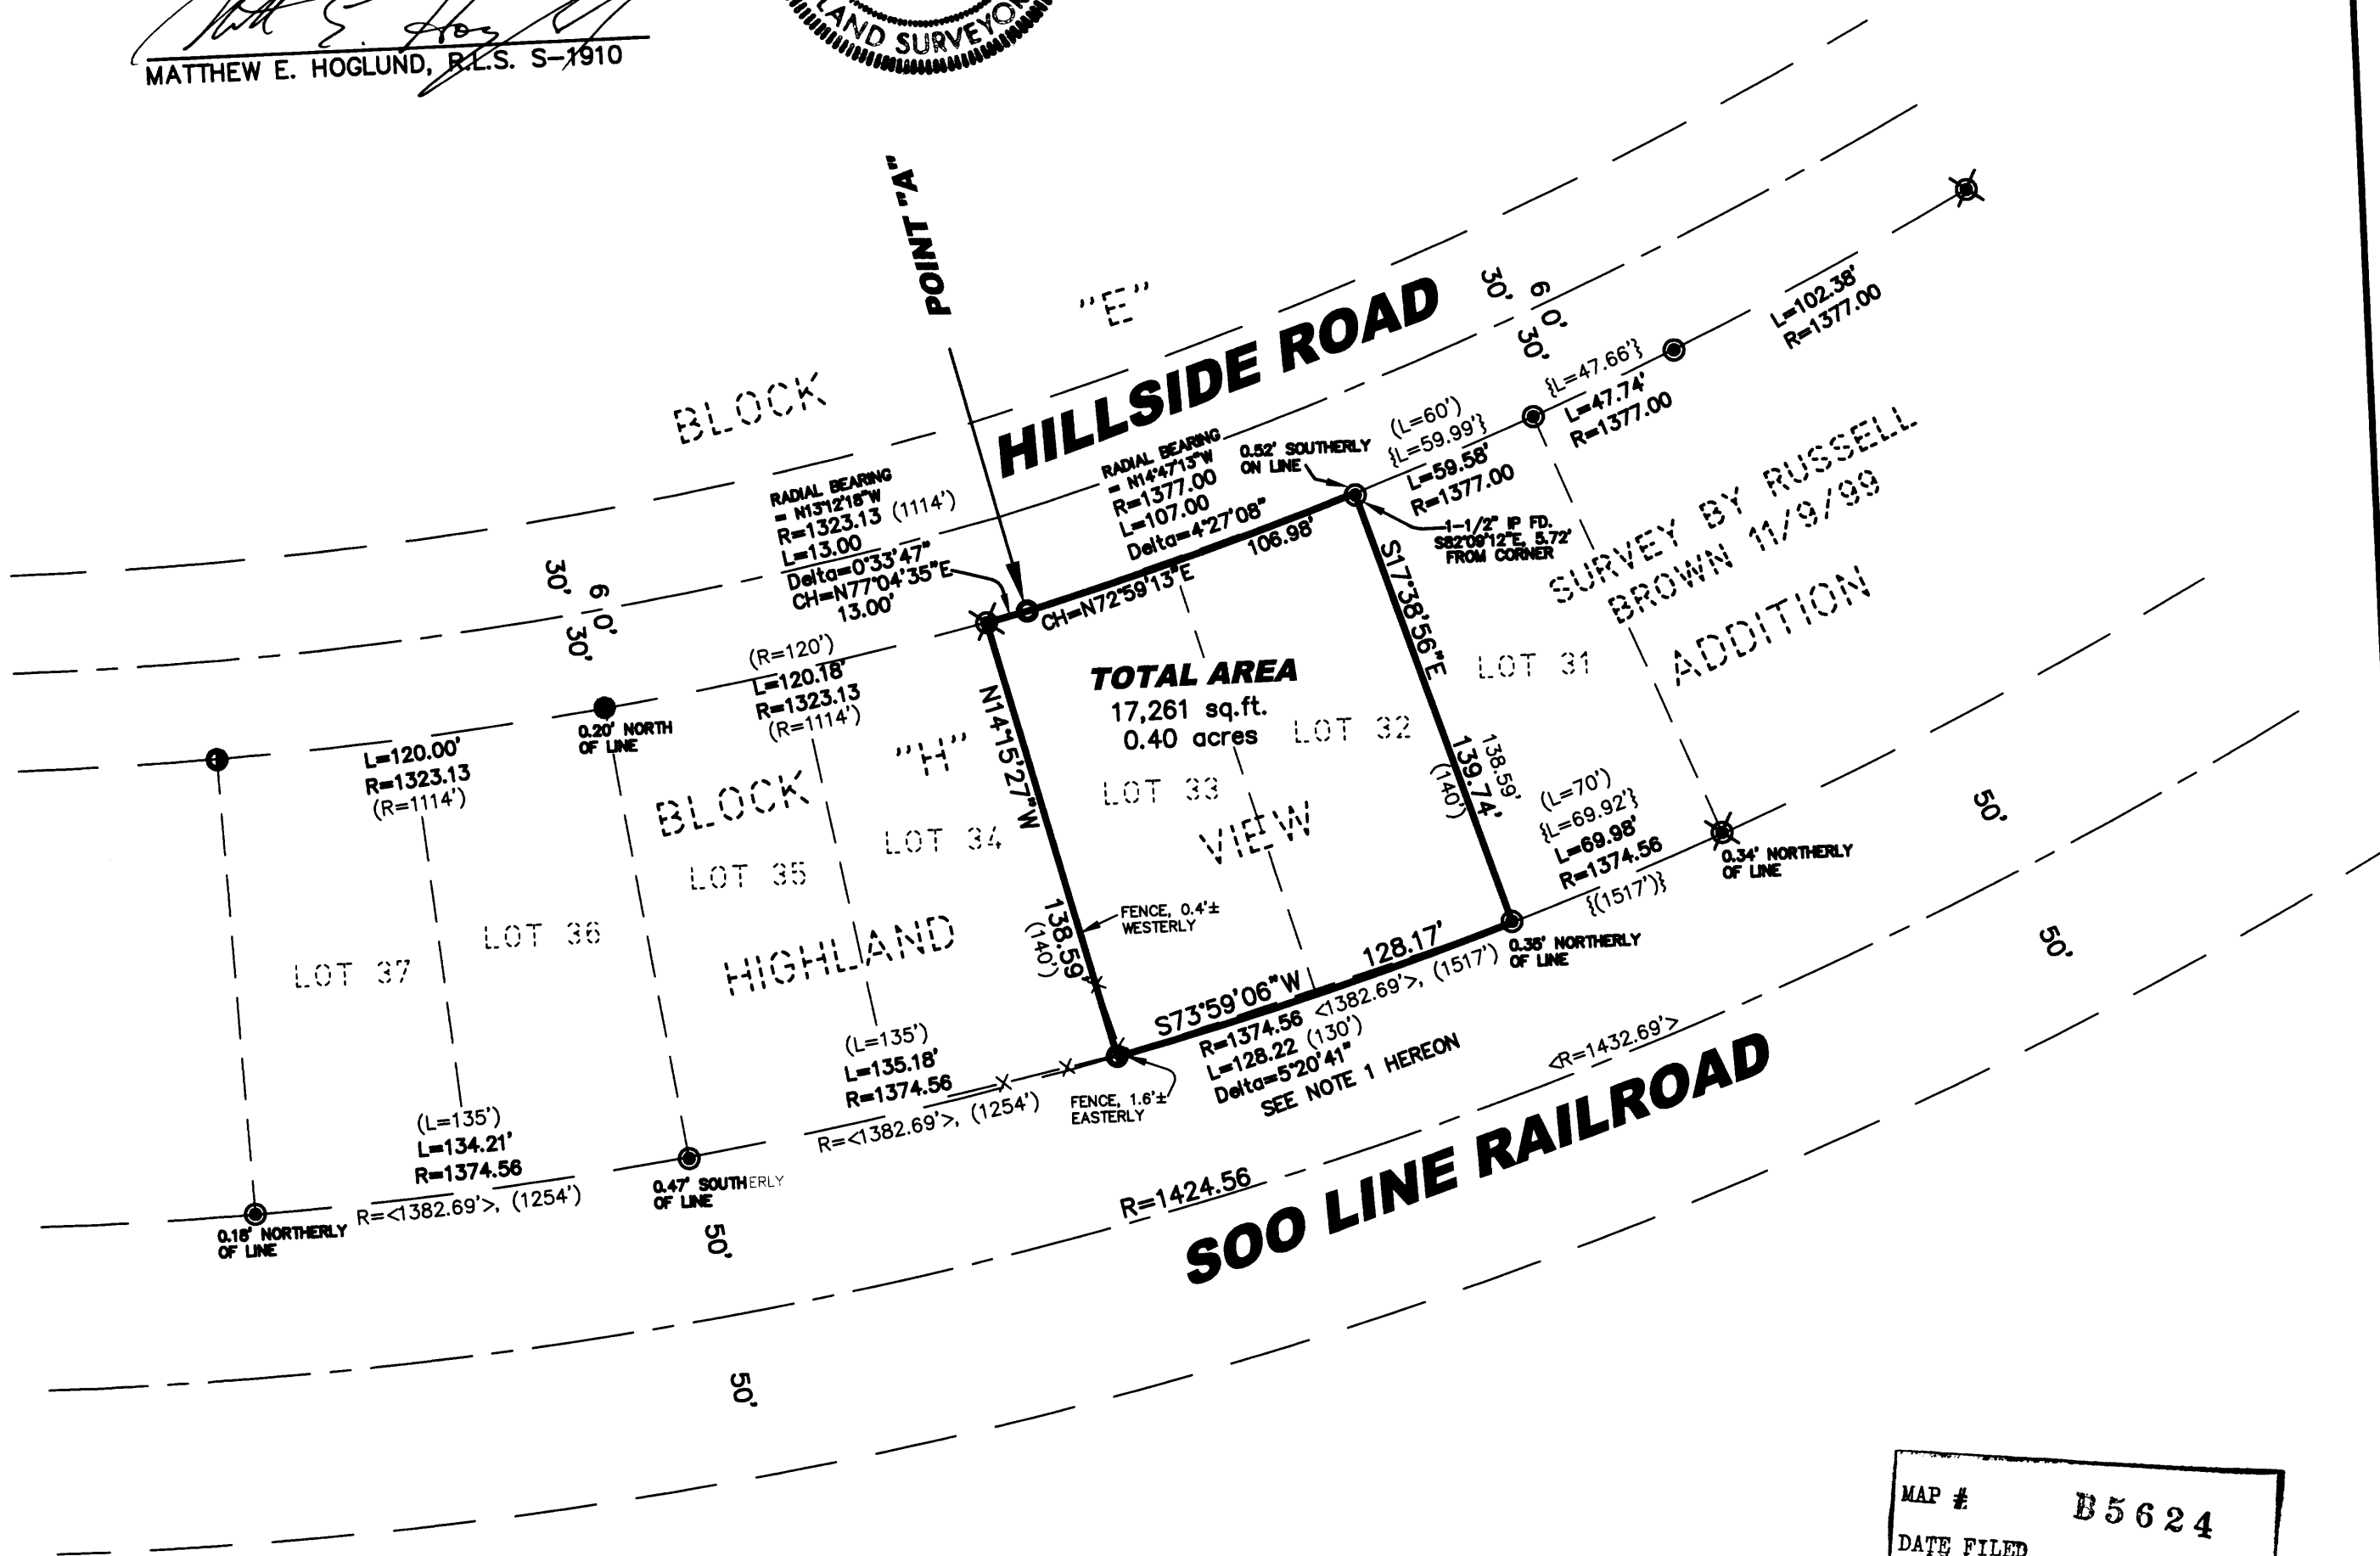 MATTHEW E. HOGLUND, R.L.S. S-1910
LAND SURVEYOR
POINT "A"
BLOCK "E"
HILLSIDE ROAD
30'
60'
30'
L=102.38'
R=1377.00
{L=47.66'}
L=47.74'
R=1377.00
(L=60')
{L=59.99'}
L=59.58'
R=1377.00
0.52' SOUTHERLY
ON LINE
1-1/2" IP FD.
S82°09'12"E, 5.72'
FROM CORNER
RADIAL BEARING
= N14°47'13"W
R=1377.00
L=107.00
Delta=4°27'08"
106.98'
CH=N72°59'13"E
RADIAL BEARING
= N13°12'18"W
R=1323.13 (1114')
L=13.00
Delta=0°33'47"
CH=N77°04'35"E
13.00'
30'
60'
30'
(R=120')
L=120.18'
R=1323.13
(R=1114')
0.20' NORTH
OF LINE
L=120.00'
R=1323.13
(R=1114')
SURVEY BY RUSSELL
BROWN 11/9/99
ADDITION
TOTAL AREA
17,261 sq.ft.
0.40 acres
LOT 31
LOT 32
LOT 33
LOT 34
LOT 35
LOT 36
LOT 37
BLOCK "H"
HIGHLAND
VIEW
S17°38'56"E
138.59'
139.74'
(140')
N14°15'27"W
138.59
(140')
FENCE, 0.4'±
WESTERLY
(L=70')
{L=69.92'}
L=69.98'
R=1374.56
{(1517')}
0.34' NORTHERLY
OF LINE
0.35' NORTHERLY
OF LINE
S73°59'06"W
128.17'
R=1374.56 <1382.69'>, (1517')
L=128.22 (130')
Delta=5°20'41"
SEE NOTE 1 HEREON
FENCE, 1.6'±
EASTERLY
(L=135')
L=135.18'
R=1374.56
R=<1382.69'>, (1254')
(L=135')
L=134.21'
R=1374.56
R=<1382.69'>, (1254')
0.47' SOUTHERLY
OF LINE
0.18' NORTHERLY
OF LINE
<R=1432.69'>
R=1424.56
SOO LINE RAILROAD
50'
50'
50'
50'
MAP # B5624
DATE FILED